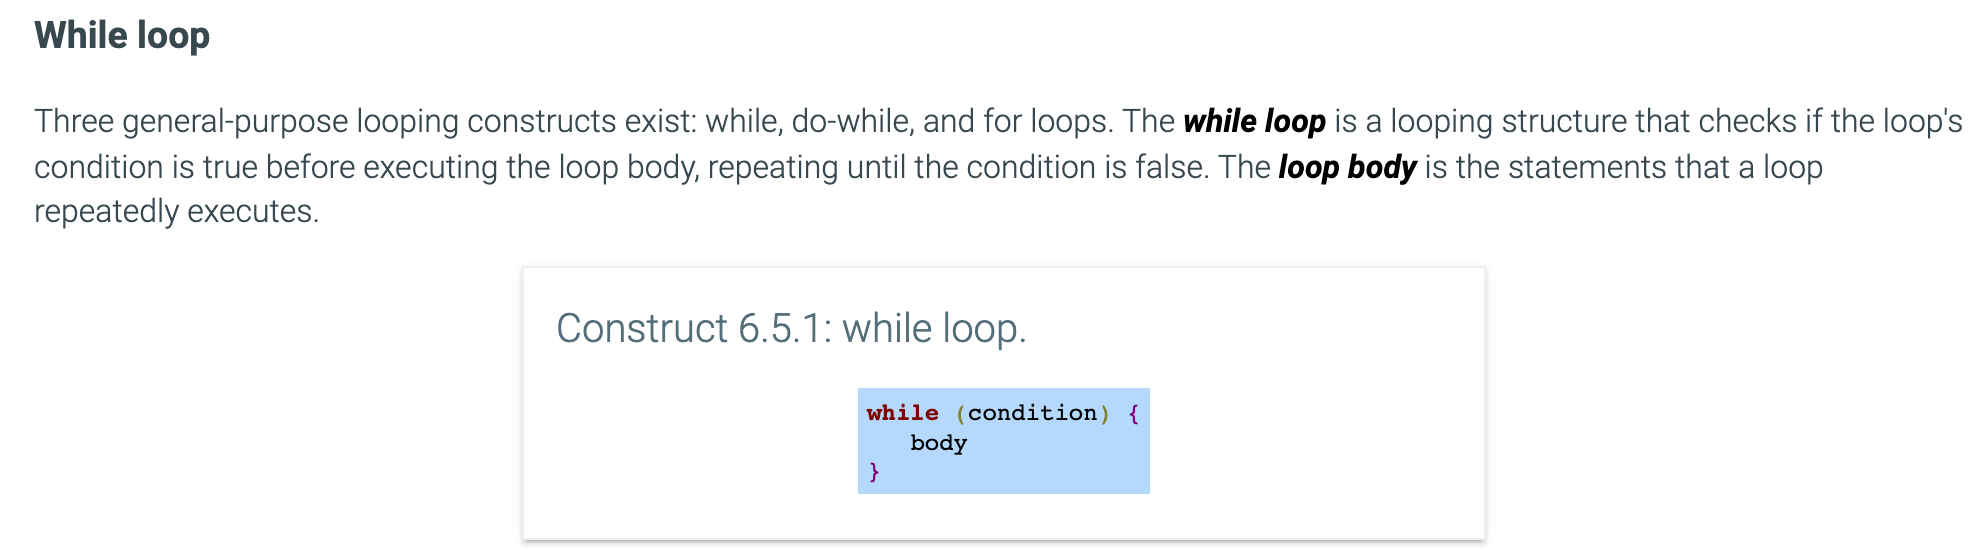 While loop
Three general-purpose looping constructs exist: while, do-while, and for loops. The while loop is a looping structure that checks if the loop's
condition is true before executing the loop body, repeating until the condition is false. The loop body is the statements that a loop
repeatedly executes.
Construct 6.5.1: while loop.
while (condition) {
   body
}